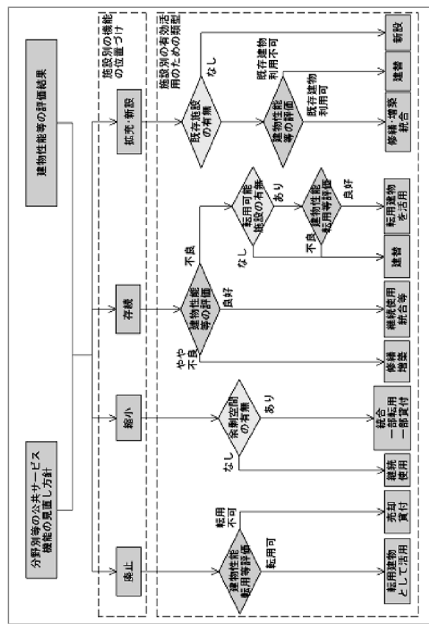 分野別等の公共サービス
機能の見直し方針
建物性能等の評価結果
施設別の機能
の位置づけ
廃止
縮小
存続
拡充・新設
施設別の有効活
用のための類型
建物性能
転用等評価
転用
不可
転用可
余剰空間
の有無
なし
あり
建物性能
等の評価
やや
不良
良好
不良
転用可能
施設の有無
なし
あり
建物性能
転用等評価
不良
良好
既存施設
の有無
なし
建物性能
等の評価
既存建物
利用不可
既存建物
利用可
転用建物
として活用
売却
貸付
継続
使用
統合
一部転用
一部貸付
修繕
増築
継続使用
統合等
建替
転用建物
を活用
修繕・増築
統合
建替
新設